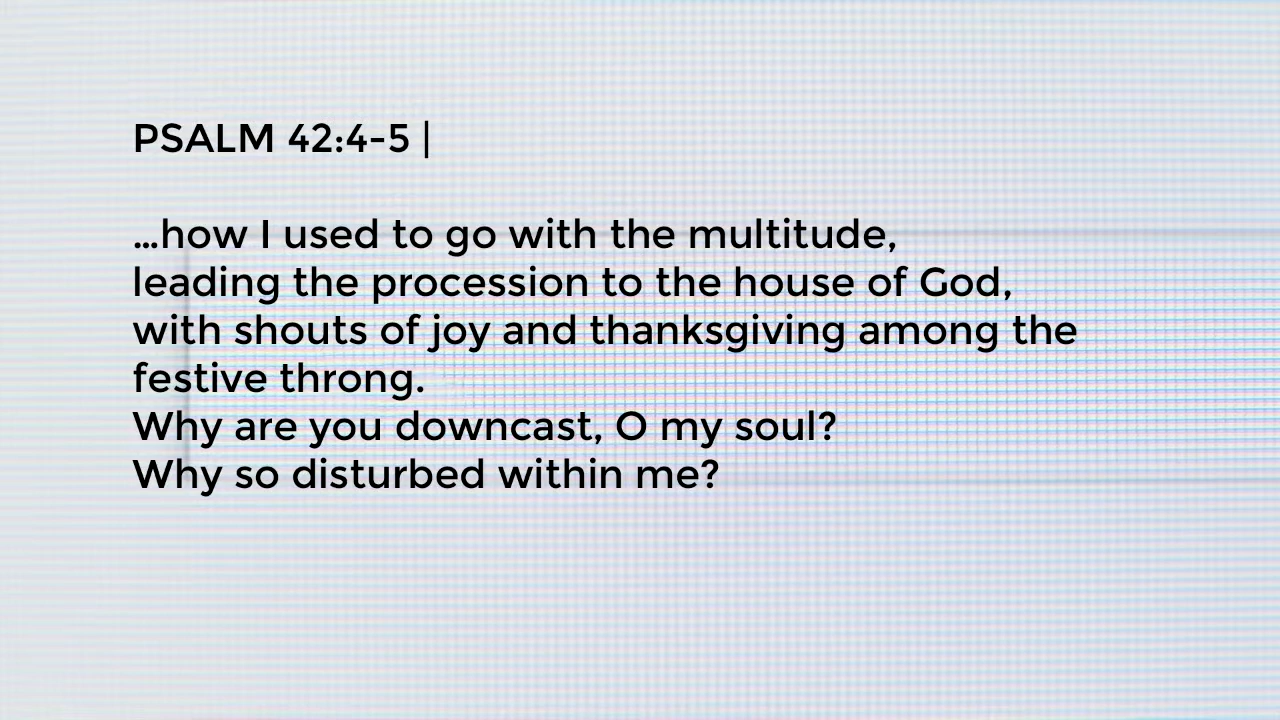 PSALM 42:4-5 |
…how I used to go with the multitude,
leading the procession to the house of God,
with shouts of joy and thanksgiving among the
festive throng.
Why are you downcast, O my soul?
Why so disturbed within me?